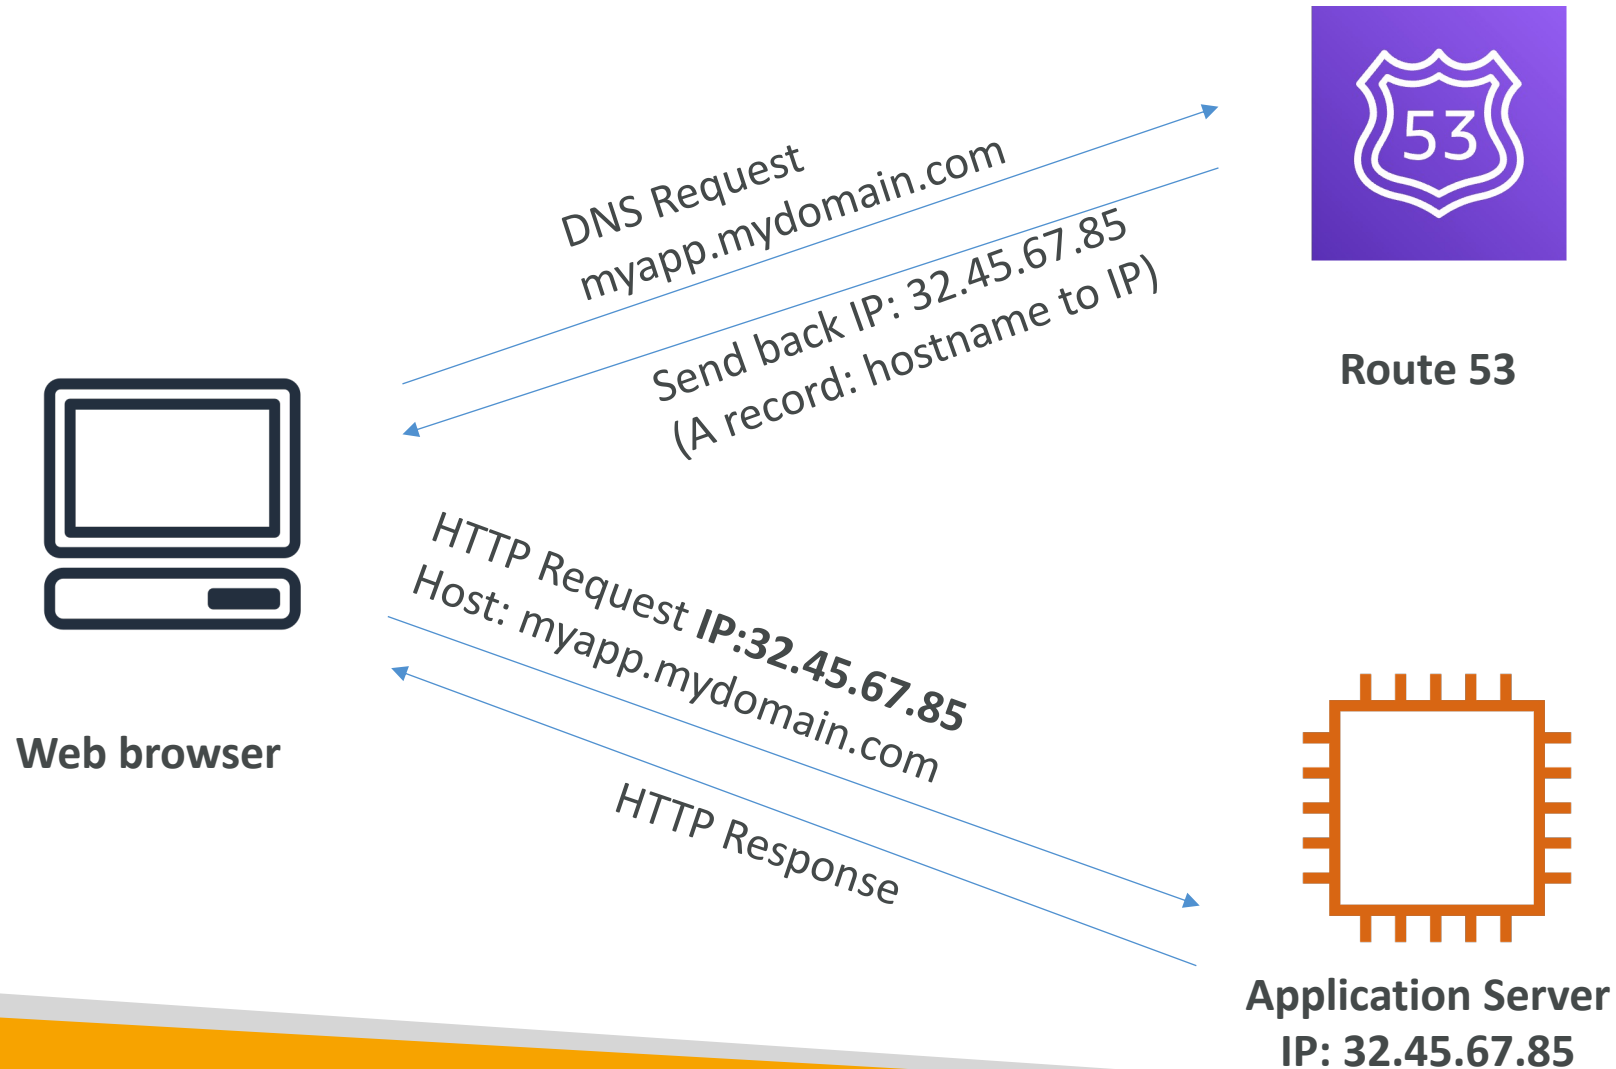 53
DNS Request
myapp.mydomain.com
Send back IP: 32.45.67.85
(A record: hostname to IP)
Route 53
HTTP Request IP:32.45.67.85
Host: myapp.mydomain.com
Web browser
HTTP Response
Application Server
IP: 32.45.67.85